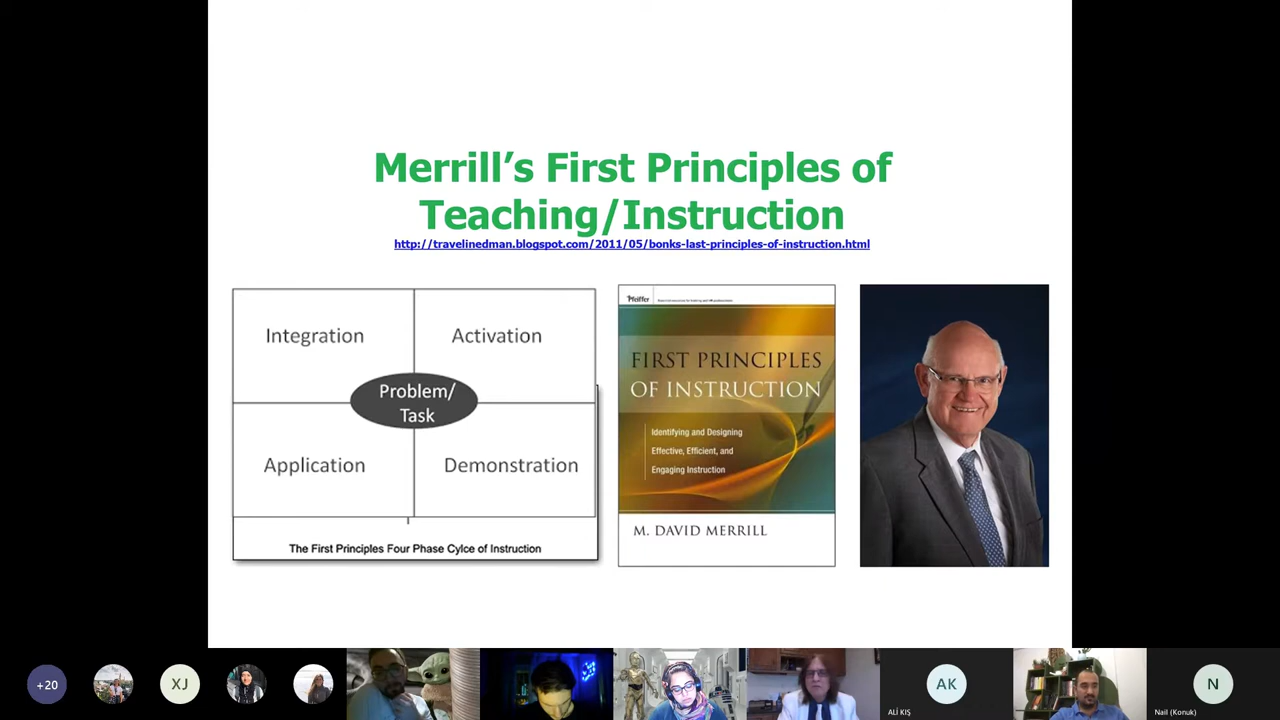 Merrill’s First Principles of
Teaching/Instruction
http://travelinedman.blogspot.com/2011/05/bonks-last-principles-of-instruction.html
Integration
Activation
Problem/
Task
Application
Demonstration
The First Principles Four Phase Cylce of Instruction
Pfeiffer
FIRST PRINCIPLES
OF INSTRUCTION
Identifying and Designing
Effective, Efficient, and
Engaging Instruction
M. DAVID MERRILL
+20
XJ
AK
ALİ KIŞ
N
Nail (Konuk)